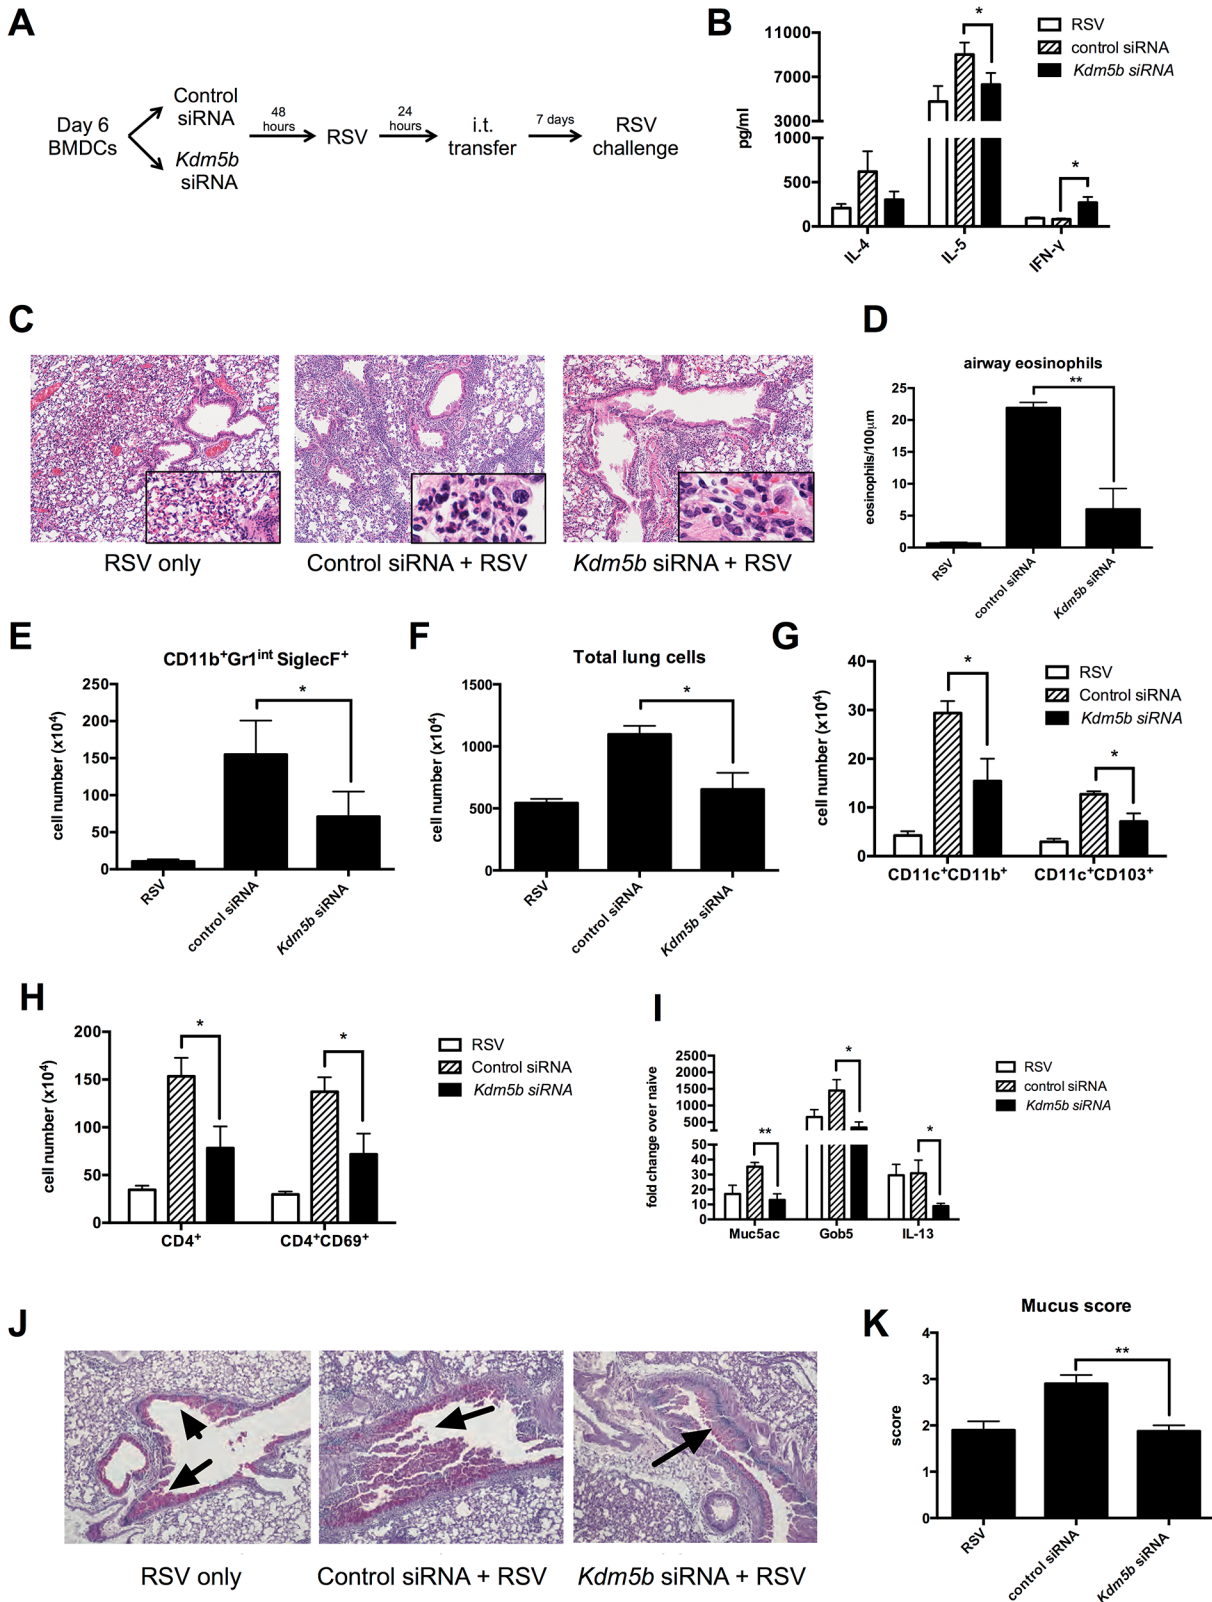 A
Day 6
BMDCs
Control
siRNA
Kdm5b
siRNA
48
hours
RSV
24
hours
i.t.
transfer
7 days
RSV
challenge
B
pg/ml
11000
7000
3000
1000
500
0
*
*
IL-4
IL-5
IFN-γ
RSV
control siRNA
Kdm5b siRNA
C
RSV only
Control siRNA + RSV
Kdm5b siRNA + RSV
D
airway eosinophils
eosinophils/100μm
25
20
15
10
5
0
**
RSV
control siRNA
Kdm5b siRNA
E
CD11b⁺Gr1ⁱⁿᵗ SiglecF⁺
cell number (x10⁴)
250
200
150
100
50
0
*
RSV
control siRNA
Kdm5b siRNA
F
Total lung cells
cell number (x10⁴)
1500
1000
500
0
*
RSV
control siRNA
Kdm5b siRNA
G
cell number (x10⁴)
40
30
20
10
0
*
*
CD11c⁺CD11b⁺
CD11c⁺CD103⁺
RSV
Control siRNA
Kdm5b siRNA
H
cell number (x10⁴)
200
150
100
50
0
*
*
CD4⁺
CD4⁺CD69⁺
RSV
Control siRNA
Kdm5b siRNA
I
fold change over naive
2500
2000
1500
1000
500
50
40
30
20
10
0
**
*
*
Muc5ac
Gob5
IL-13
RSV
control siRNA
Kdm5b siRNA
J
RSV only
Control siRNA + RSV
Kdm5b siRNA + RSV
K
Mucus score
score
4
3
2
1
0
**
RSV
control siRNA
Kdm5b siRNA